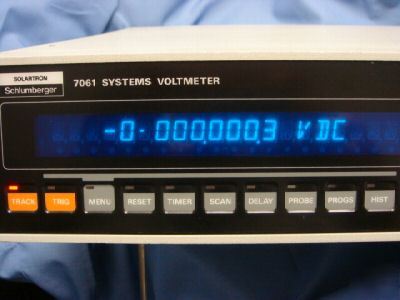 SOLARTRON
Schlumberger
7061 SYSTEMS VOLTMETER
-0.000,000,3 V DC
TRACK TRIG MENU RESET TIMER SCAN DELAY PROBE PROGS HIST